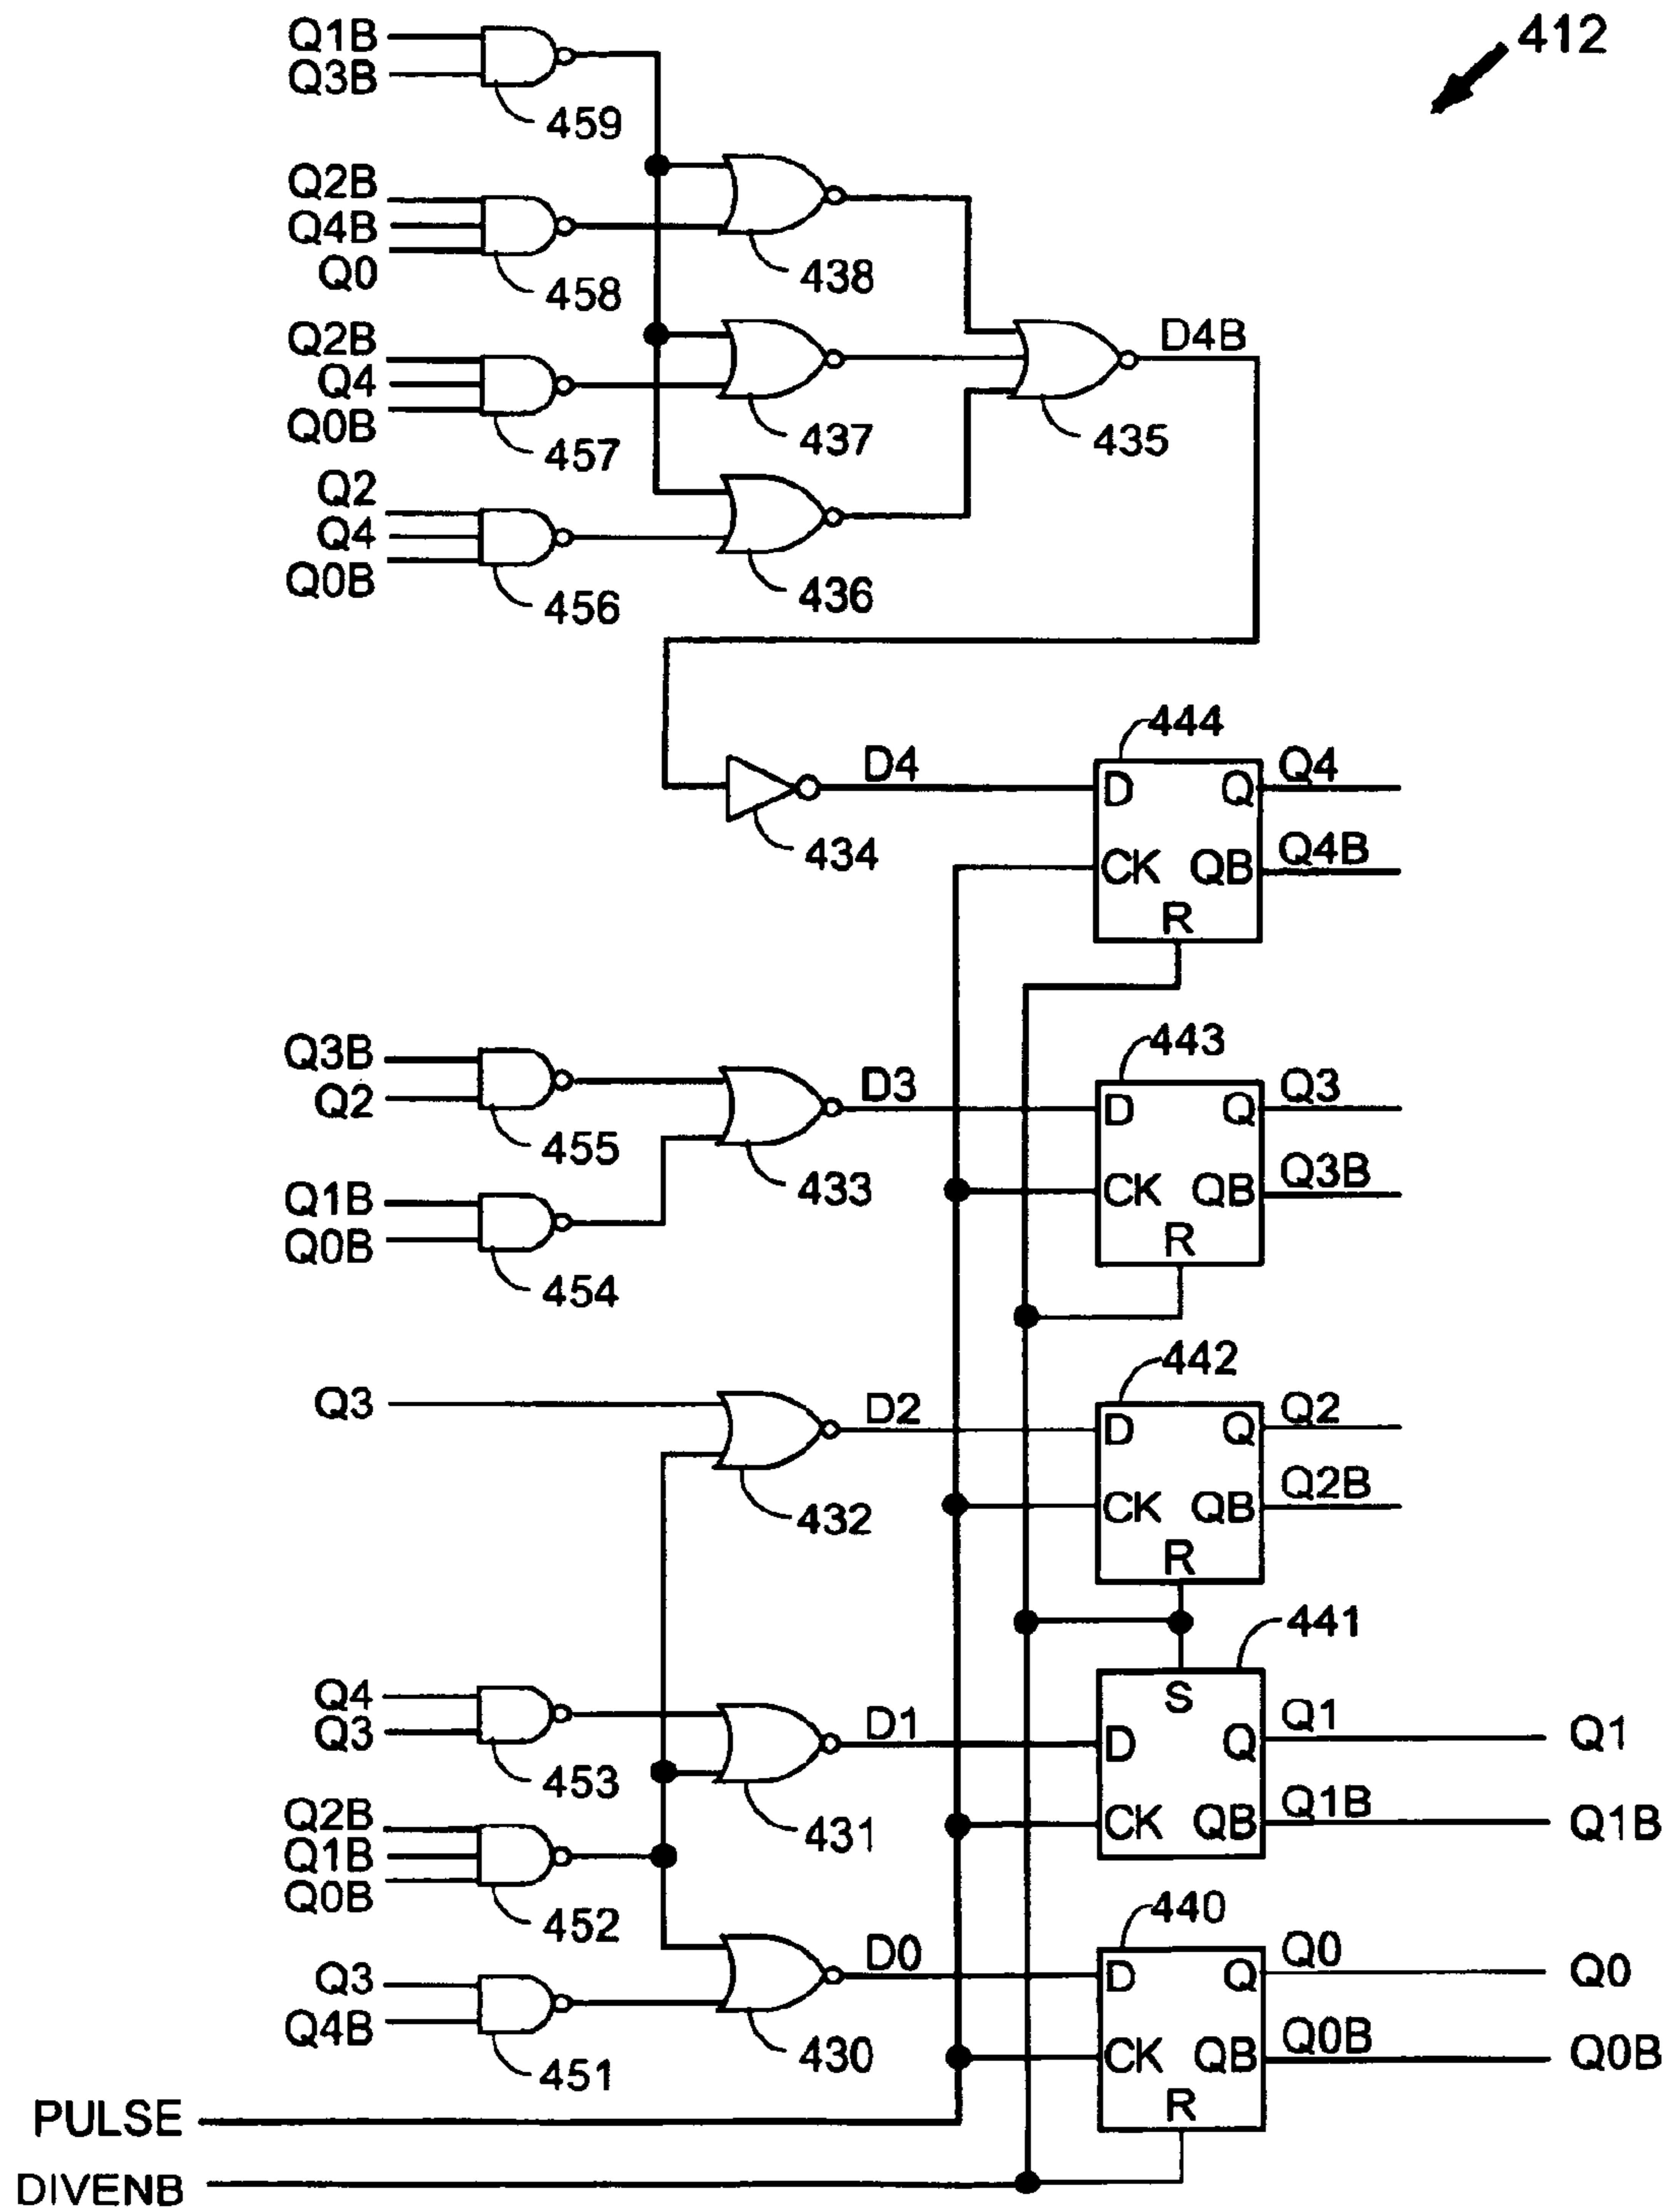 412
Q1B
Q3B
459
Q2B
Q4B
Q0
458
438
Q2B
Q4
Q0B
457
437
435
D4B
Q2
Q4
Q0B
456
436
434
D4
444
D
Q
CK
QB
R
Q4
Q4B
Q3B
Q2
455
Q1B
Q0B
454
433
D3
443
D
Q
CK
QB
R
Q3
Q3B
Q3
432
D2
442
D
Q
CK
QB
R
Q2
Q2B
Q4
Q3
453
431
D1
441
S
D
Q
CK
QB
Q1
Q1B
Q1
Q1B
Q2B
Q1B
Q0B
452
Q3
Q4B
451
430
D0
440
D
Q
CK
QB
R
Q0
Q0B
Q0
Q0B
PULSE
DIVENB